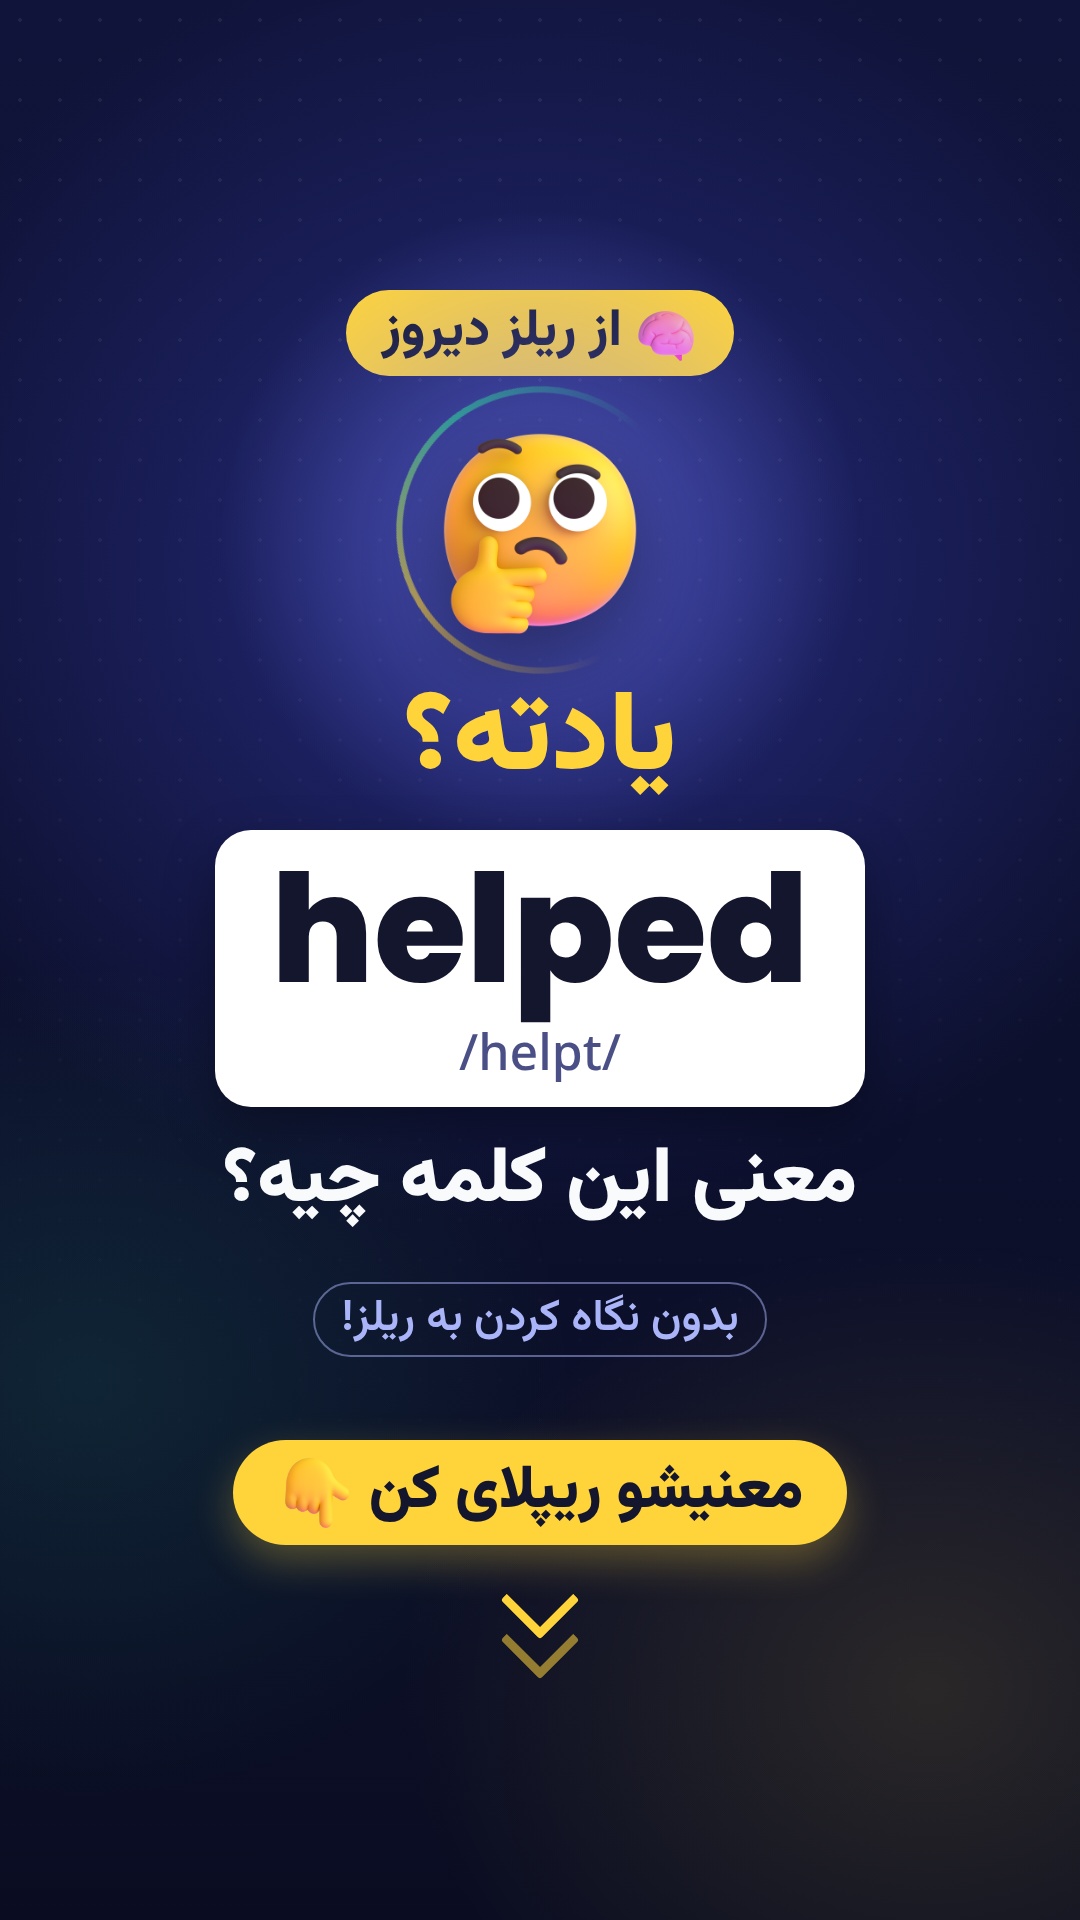 🧠 از ریلز دیروز
یادته؟
helped
/helpt/
معنی این کلمه چیه؟
بدون نگاه کردن به ریلز!
معنیشو ریپلای کن 👇